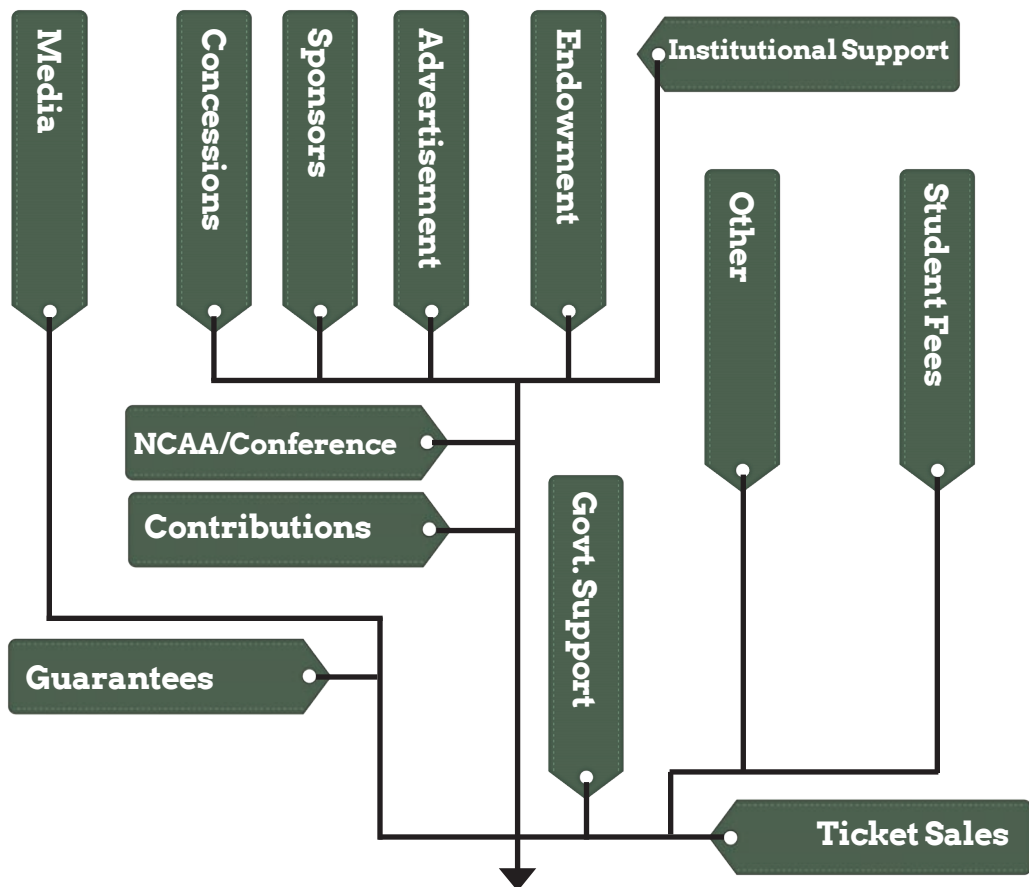 Media
Concessions
Sponsors
Advertisement
Endowment
Institutional Support
Other
Student Fees
NCAA/Conference
Contributions
Govt. Support
Guarantees
Ticket Sales